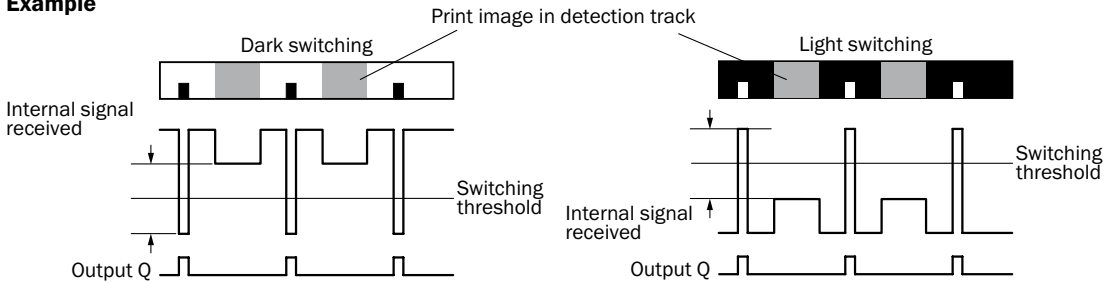 Example
Print image in detection track
Dark switching
Light switching
Internal signal
received
Switching
threshold
Output Q
Switching
threshold
Internal signal
received
Output Q